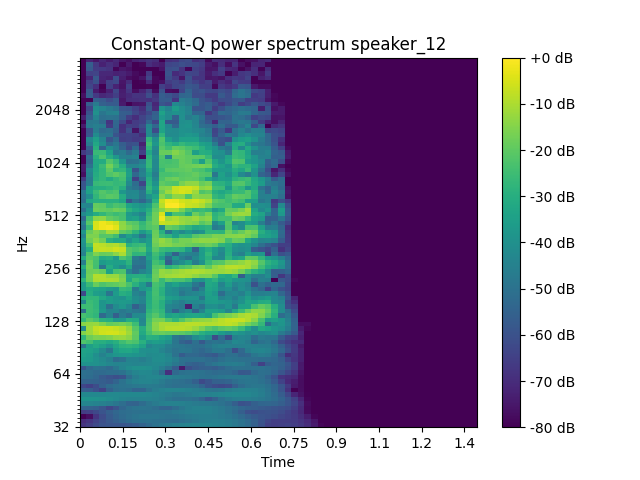 Constant-Q power spectrum speaker_12
Hz
2048
1024
512
256
128
64
32
0 0.15 0.3 0.45 0.6 0.75 0.9 1.1 1.2 1.4
Time
+0 dB
-10 dB
-20 dB
-30 dB
-40 dB
-50 dB
-60 dB
-70 dB
-80 dB